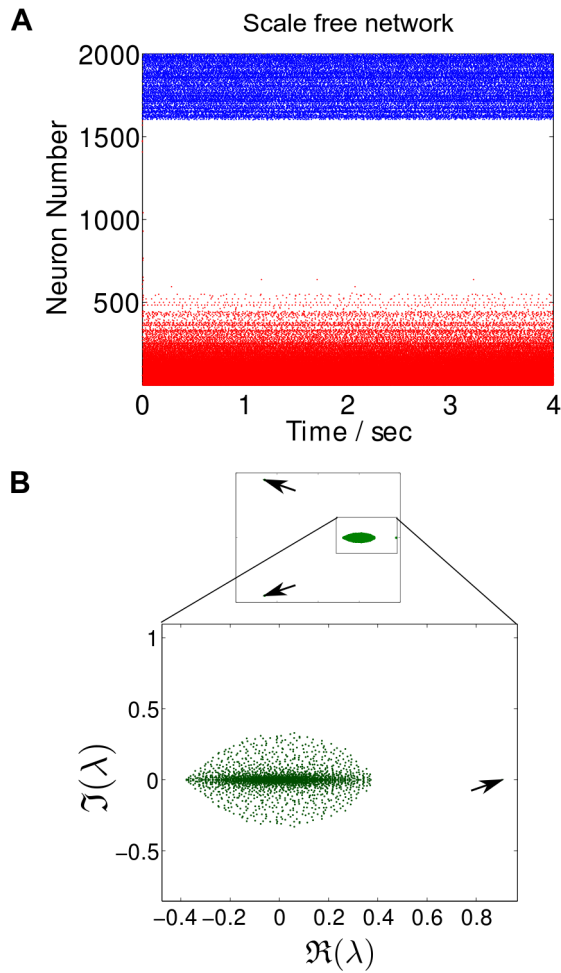 A
Scale free network
2000
1500
1000
500
Neuron Number
0 1 2 3 4
Time / sec
B
1
0.5
0
−0.5
ℑ(λ)
−0.4 −0.2 0 0.2 0.4 0.6 0.8
ℜ(λ)